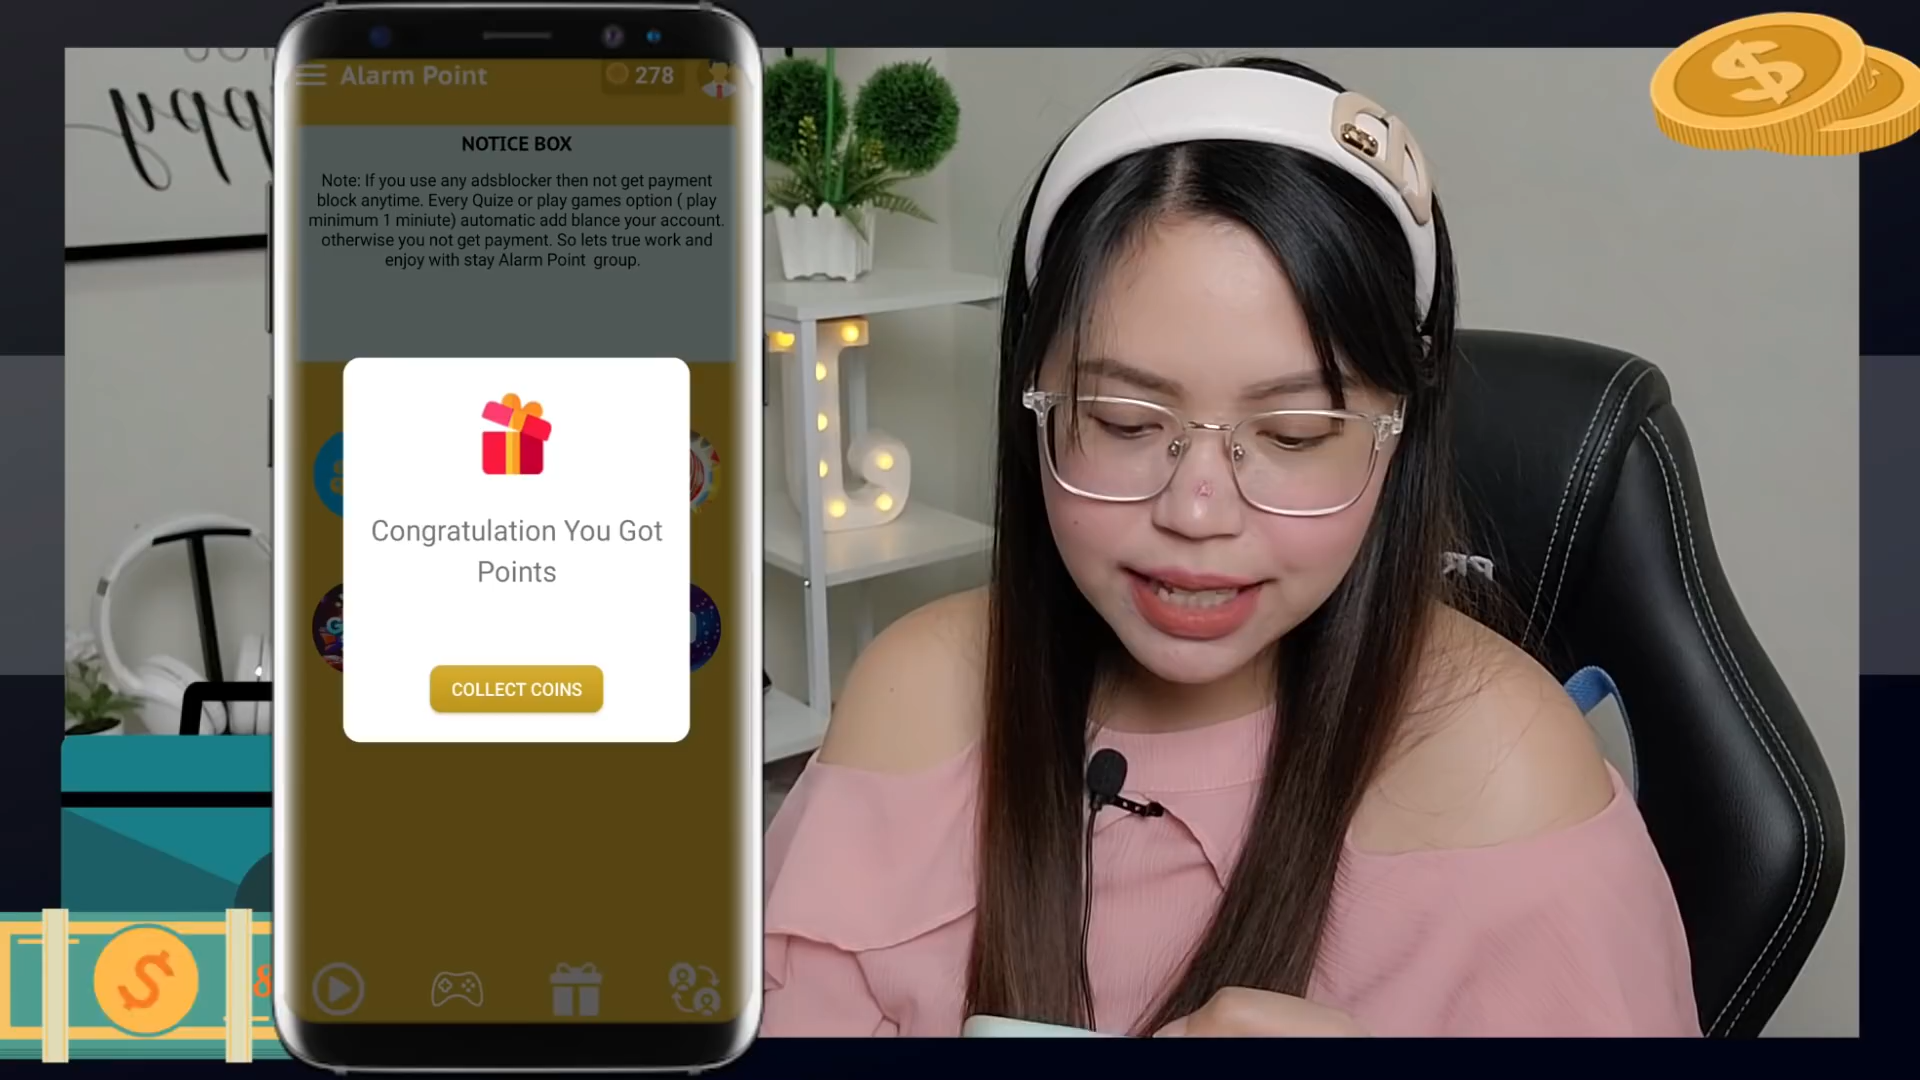 Alarm Point
278
NOTICE BOX
Note: If you use any adsblocker then not get payment
block anytime. Every Quize or play games option ( play
minimum 1 miniute) automatic add blance your account.
otherwise you not get payment. So lets true work and
enjoy with stay Alarm Point group.
Congratulation You Got
Points
COLLECT COINS